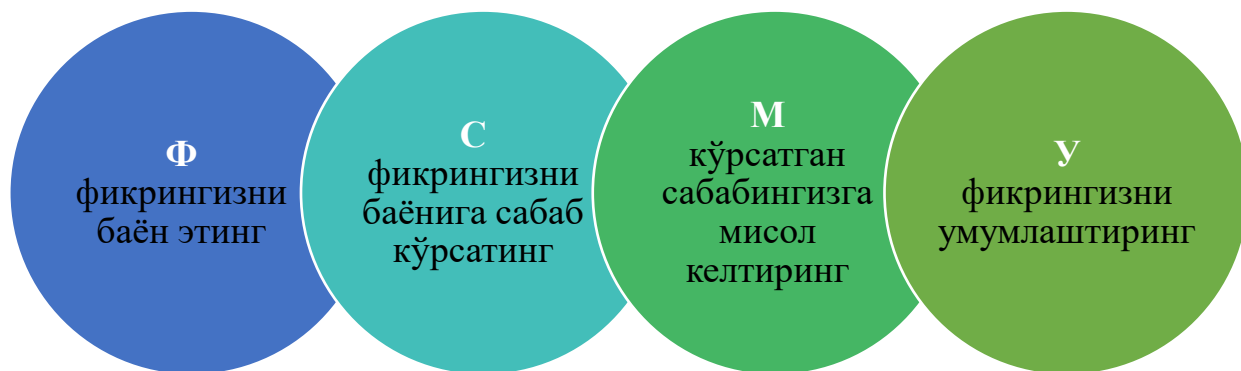 Ф
фикрингизни
баён этинг
С
фикрингизни
баёнига сабаб
кўрсатинг
М
кўрсатган
сабабингизга
мисол
келтиринг
У
фикрингизни
умумлаштиринг